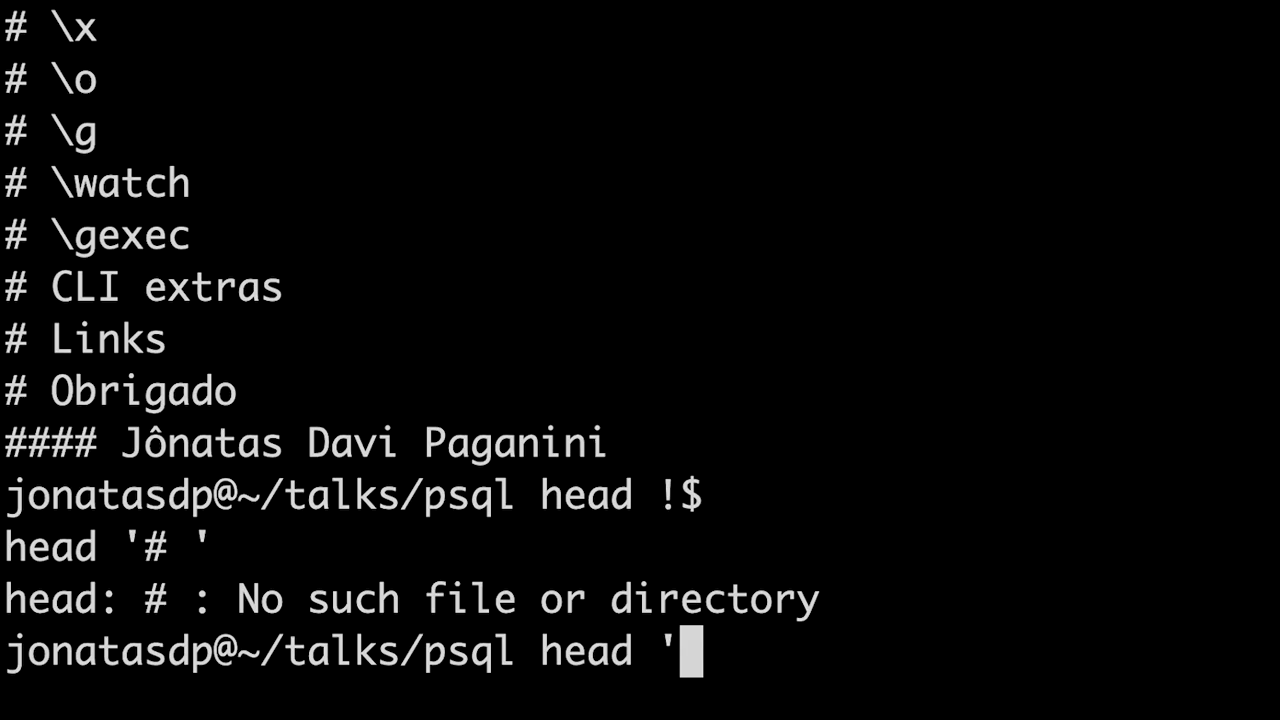 # \x
# \o
# \g
# \watch
# \gexec
# CLI extras
# Links
# Obrigado
#### Jônatas Davi Paganini
jonatasdp@~/talks/psql head !$
head '# '
head: # : No such file or directory
jonatasdp@~/talks/psql head '